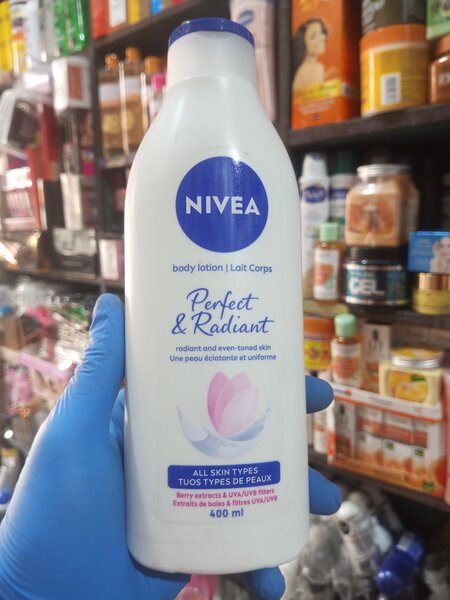 NIVEA
body lotion | Lait Corps
Perfect
& Radiant
radiant and even-toned skin
Une peau éclatante et uniforme
ALL SKIN TYPES
TUOS TYPES DE PEAUX
Berry extracts & UVA/UVB filters
Extraits de baies & filtres UVA/UVB
400 ml
GEL